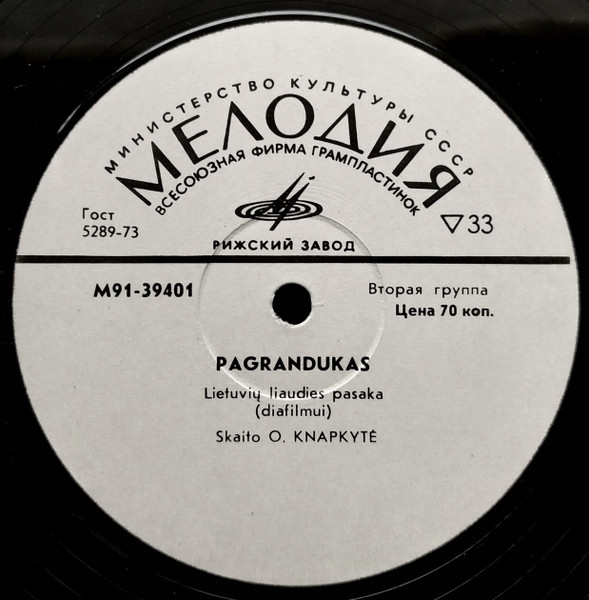 МИНИСТЕРСТВО КУЛЬТУРЫ СССР
МЕЛОДИЯ
ВСЕСОЮЗНАЯ ФИРМА ГРАМПЛАСТИНОК
Гост
5289-73
▽33
РИЖСКИЙ ЗАВОД
М91-39401
Вторая группа
Цена 70 коп.
PAGRANDUKAS
Lietuvių liaudies pasaka
(diafilmui)
Skaito O. KNAPKYTĖ